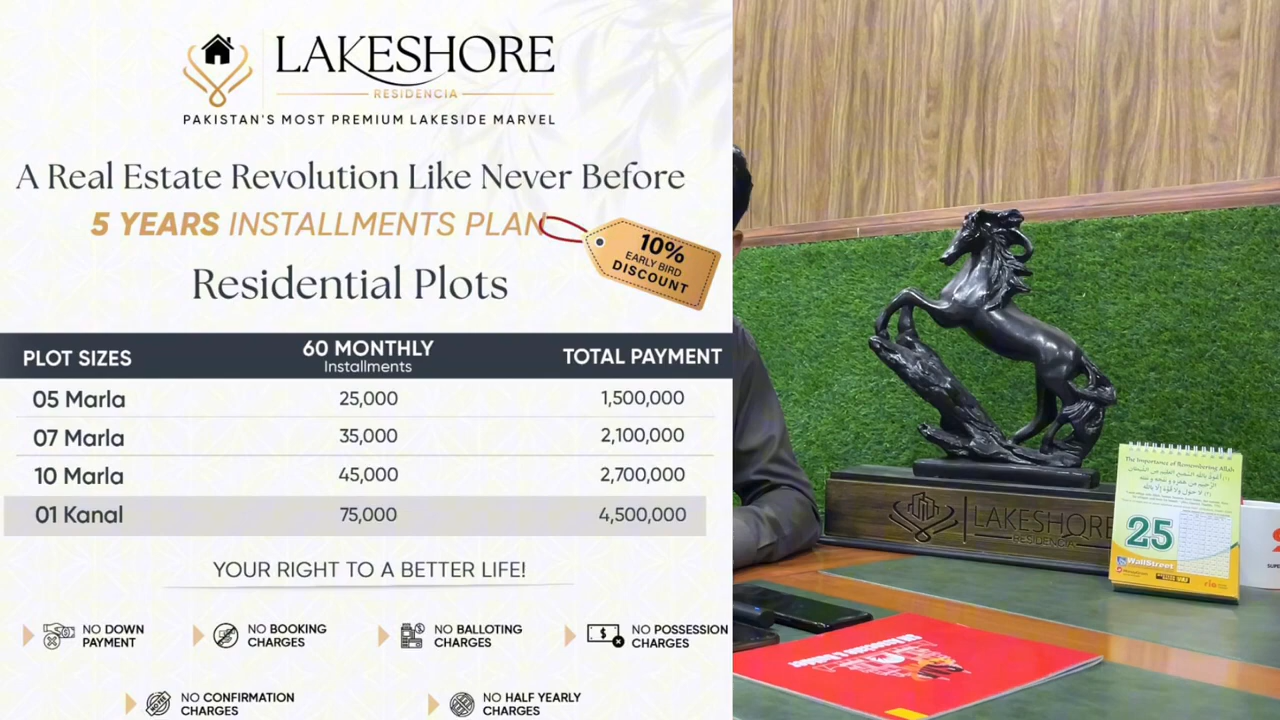 LAKESHORE
RESIDENCIA
PAKISTAN'S MOST PREMIUM LAKESIDE MARVEL
A Real Estate Revolution Like Never Before
5 YEARS INSTALLMENTS PLAN
10%
EARLY BIRD
DISCOUNT
Residential Plots
PLOT SIZES 60 MONTHLY Installments TOTAL PAYMENT
05 Marla 25,000 1,500,000
07 Marla 35,000 2,100,000
10 Marla 45,000 2,700,000
01 Kanal 75,000 4,500,000
YOUR RIGHT TO A BETTER LIFE!
NO DOWN
PAYMENT
NO BOOKING
CHARGES
NO BALLOTING
CHARGES
NO POSSESSION
CHARGES
NO CONFIRMATION
CHARGES
NO HALF YEARLY
CHARGES
LAKESHORE
RESIDENCIA
The Importance of Remembering Allah
25
WallStreet